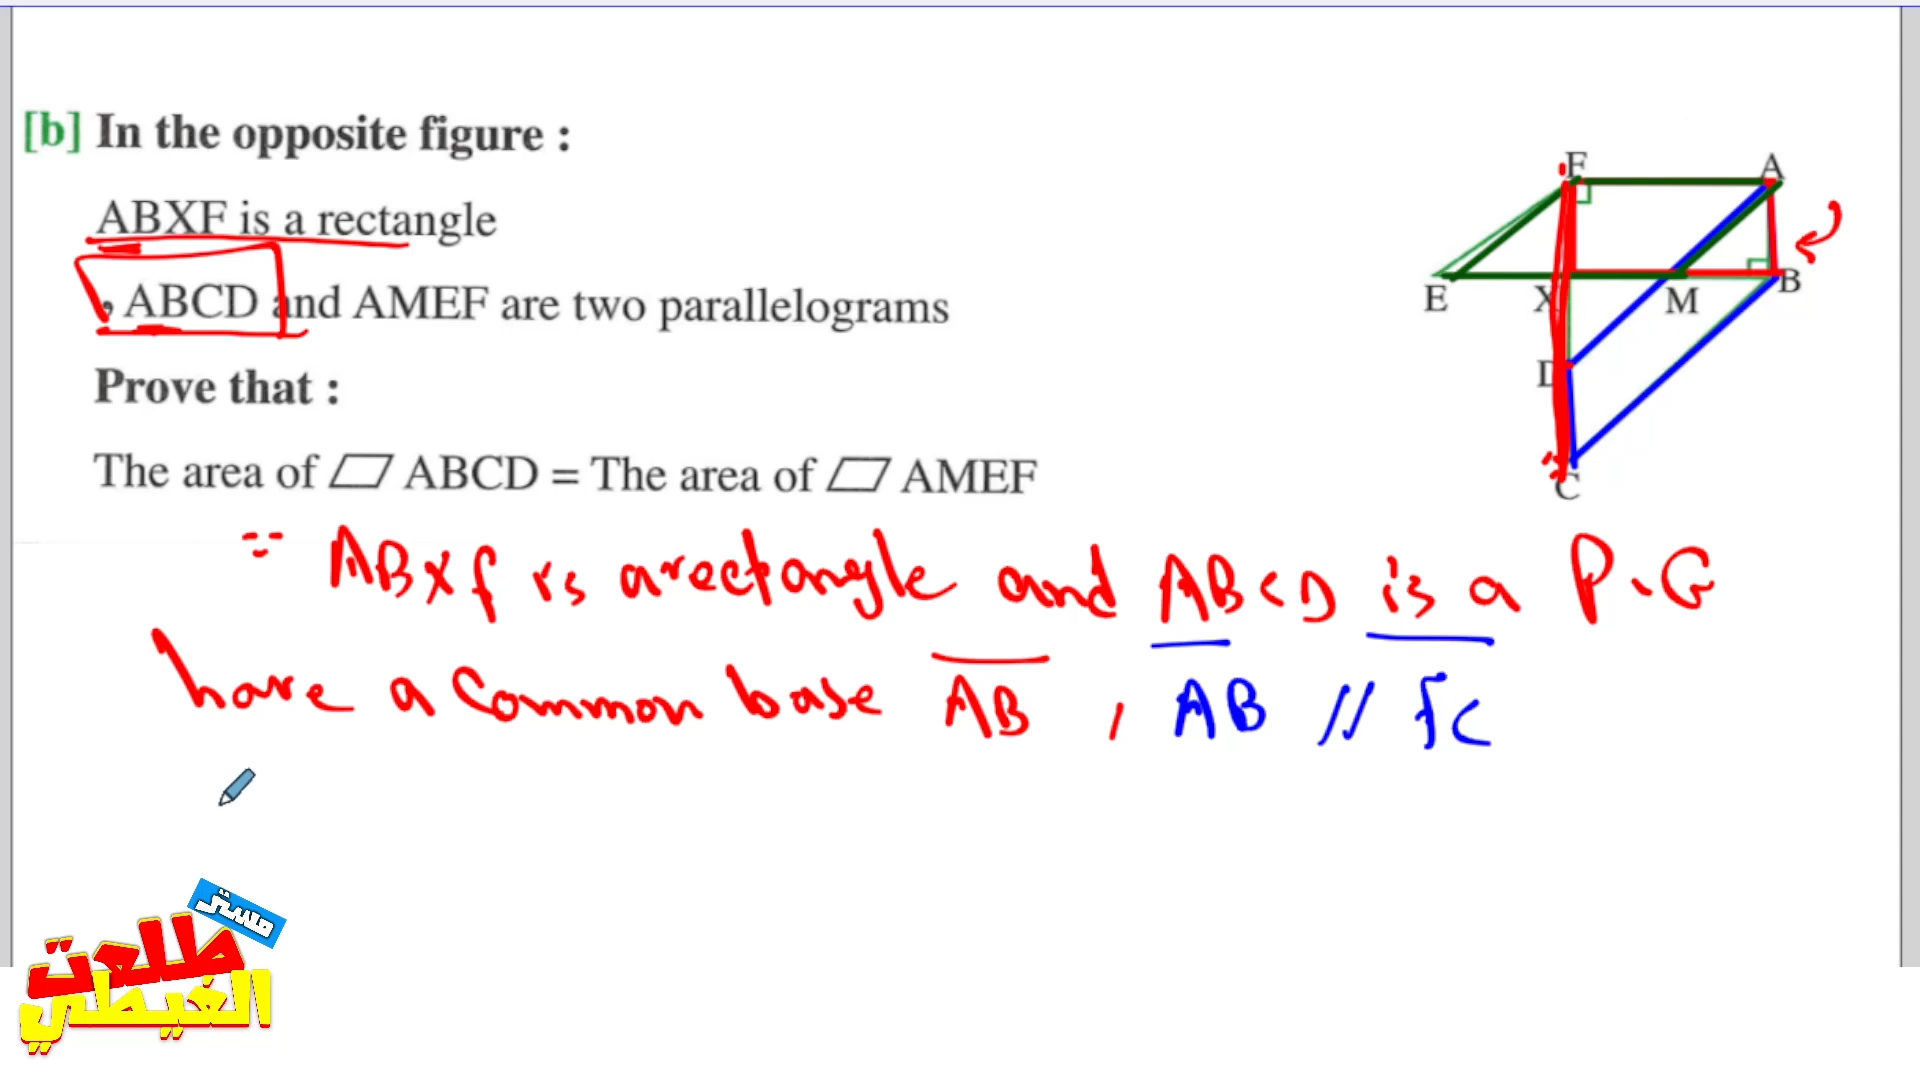 [b] In the opposite figure :
ABXF is a rectangle
, ABCD and AMEF are two parallelograms
Prove that :
The area of ▱ ABCD = The area of ▱ AMEF
F A
E X M B
D
C
∵ ABXf is a rectangle and ABCD is a P.G
have a common base AB , AB // fC
مستر
طلعت
الغيطي